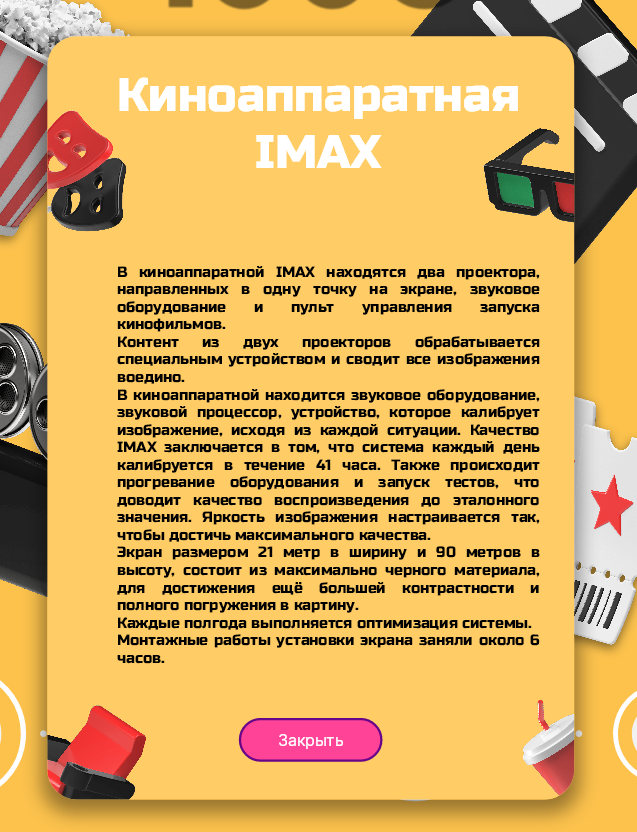 Киноаппаратная
IMAX
В киноаппаратной IMAX находятся два проектора,
направленных в одну точку на экране, звуковое
оборудование и пульт управления запуска
кинофильмов.
Контент из двух проекторов обрабатывается
специальным устройством и сводит все изображения
воедино.
В киноаппаратной находится звуковое оборудование,
звуковой процессор, устройство, которое калибрует
изображение, исходя из каждой ситуации. Качество
IMAX заключается в том, что система каждый день
калибруется в течение 41 часа. Также происходит
прогревание оборудования и запуск тестов, что
доводит качество воспроизведения до эталонного
значения. Яркость изображения настраивается так,
чтобы достичь максимального качества.
Экран размером 21 метр в ширину и 90 метров в
высоту, состоит из максимально черного материала,
для достижения ещё большей контрастности и
полного погружения в картину.
Каждые полгода выполняется оптимизация системы.
Монтажные работы установки экрана заняли около 6
часов.
Закрыть